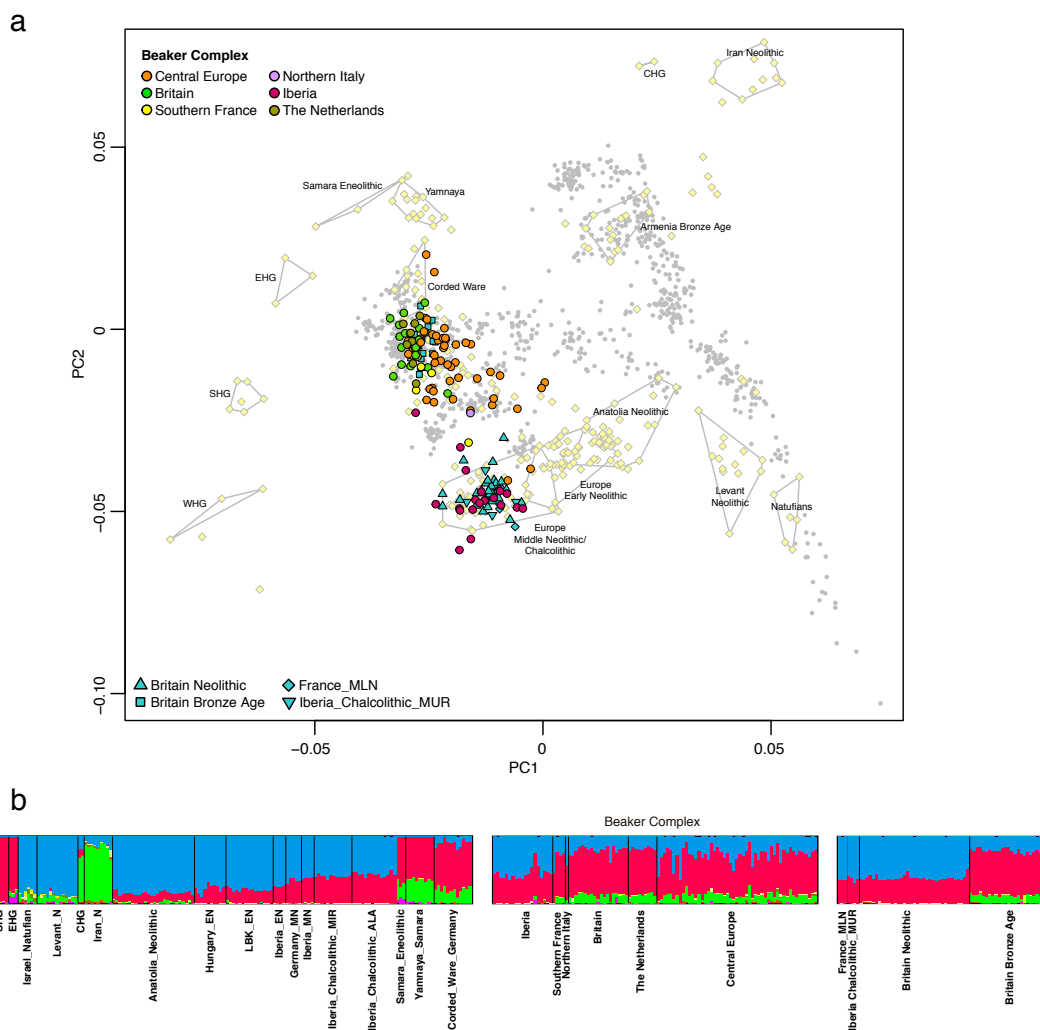 a
Beaker Complex
Central Europe
Northern Italy
Britain
Iberia
Southern France
The Netherlands
Iran Neolithic
CHG
Samara Eneolithic
Yamnaya
Armenia Bronze Age
EHG
Corded Ware
SHG
Anatolia Neolithic
WHG
Europe
Early Neolithic
Levant
Neolithic
Natufians
Europe
Middle Neolithic/
Chalcolithic
Britain Neolithic
France_MLN
Britain Bronze Age
Iberia_Chalcolithic_MUR
0.05
0
−0.05
−0.10
PC2
−0.05
0
0.05
PC1
b
Beaker Complex
EHG
Israel_Natufian
Levant_N
CHG
Iran_N
Anatolia_Neolithic
Hungary_EN
LBK_EN
Iberia_EN
Germany_MN
Iberia_MN
Iberia_Chalcolithic_MIR
Iberia_Chalcolithic_ALA
Samara_Eneolithic
Yamnaya_Samara
Corded_Ware_Germany
Iberia
Southern France
Northern Italy
Britain
The Netherlands
Central Europe
France_MLN
Iberia Chalcolithic_MUR
Britain Neolithic
Britain Bronze Age